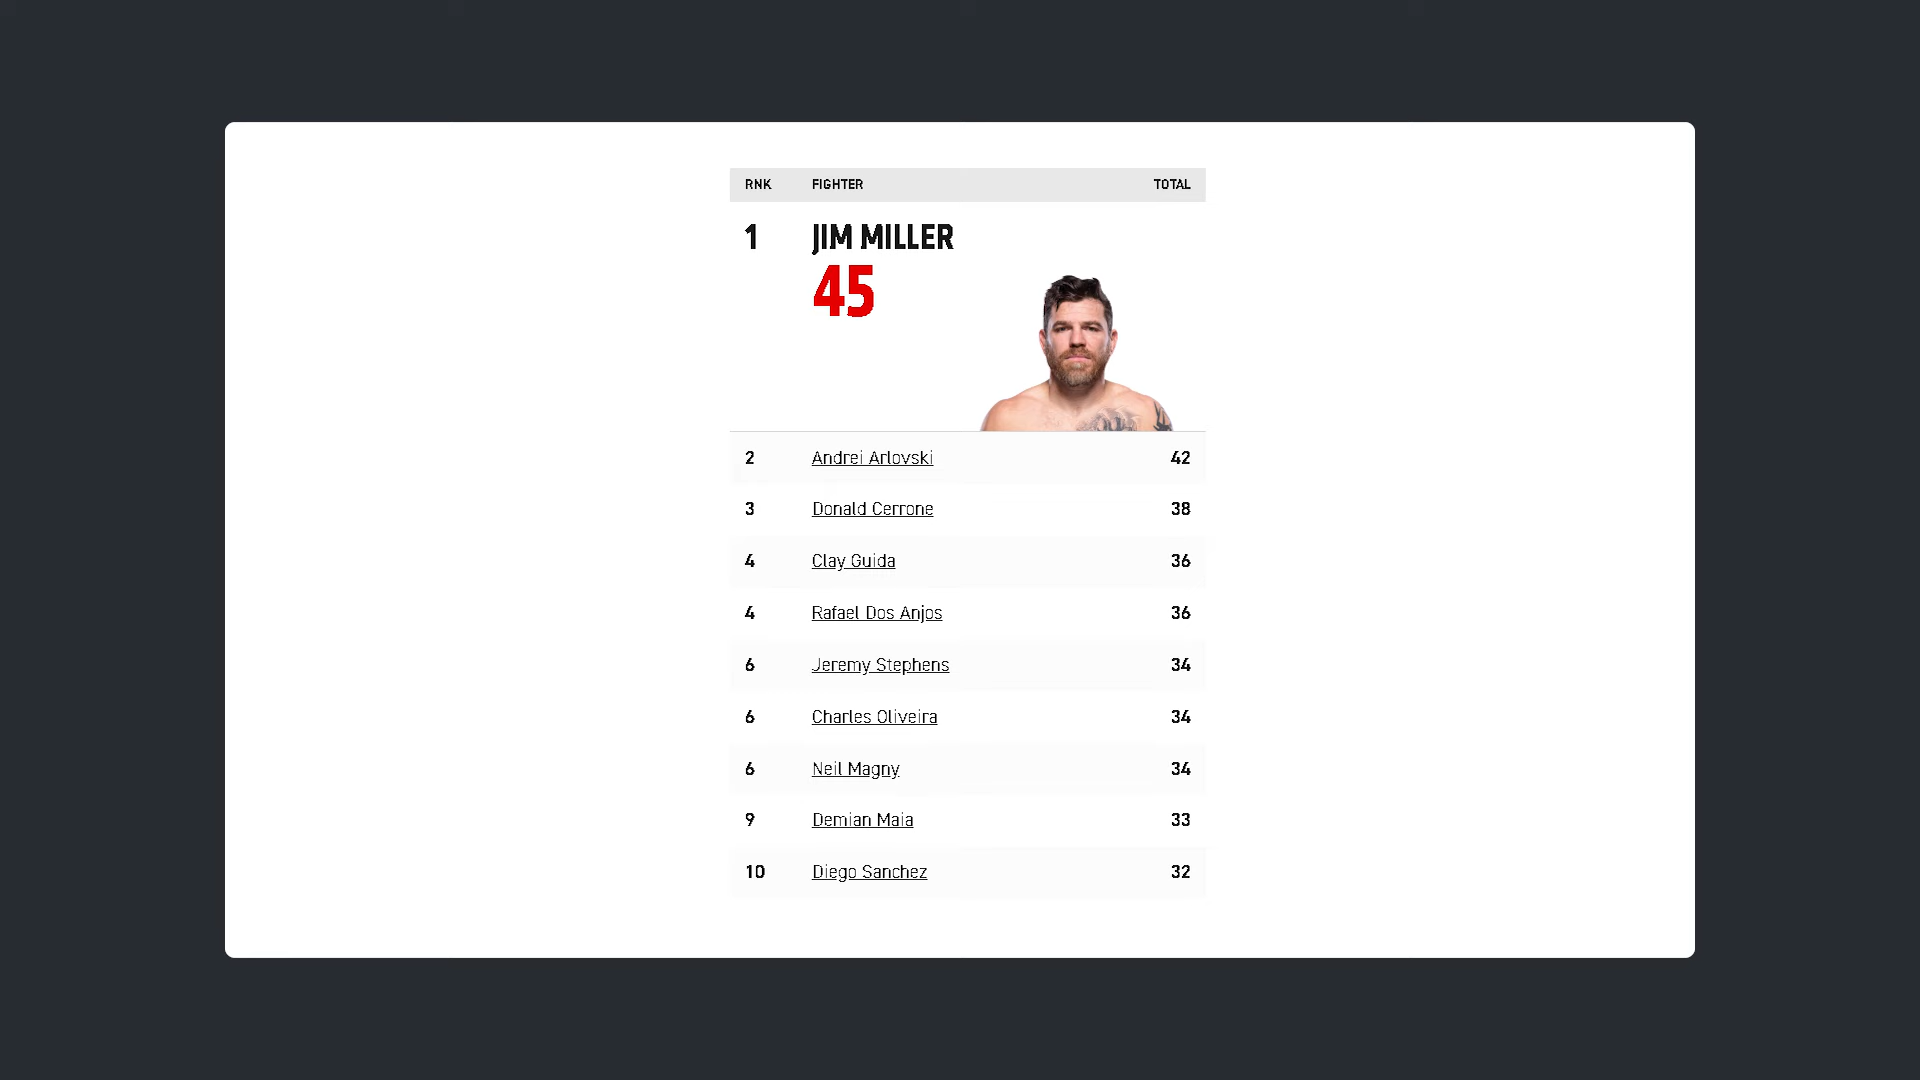 RNK FIGHTER TOTAL
1 JIM MILLER
45
2 Andrei Arlovski 42
3 Donald Cerrone 38
4 Clay Guida 36
4 Rafael Dos Anjos 36
6 Jeremy Stephens 34
6 Charles Oliveira 34
6 Neil Magny 34
9 Demian Maia 33
10 Diego Sanchez 32